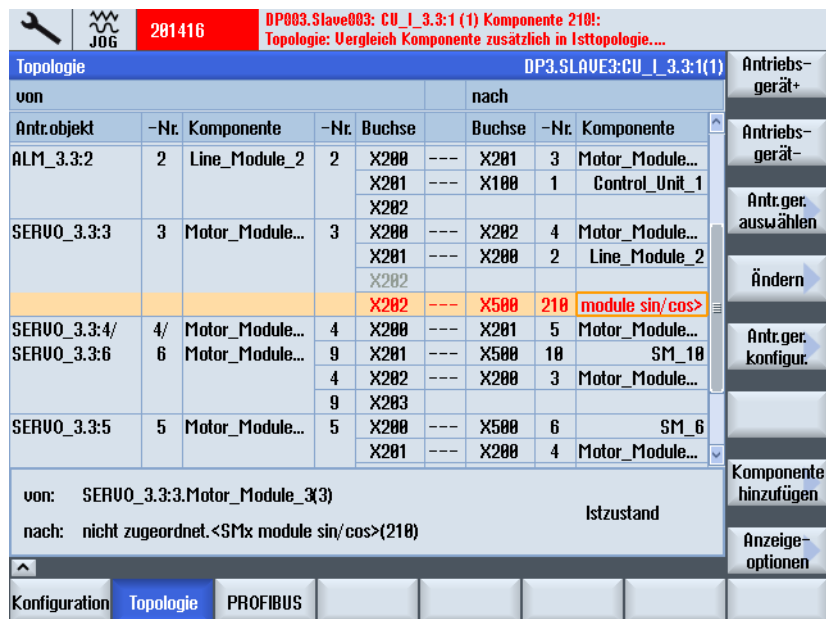 JOG
201416
DP003.Slave003: CU_I_3.3:1 (1) Komponente 210!:
Topologie: Vergleich Komponente zusätzlich in Isttopologie....
Topologie DP3.SLAVE3:CU_I_3.3:1(1)
von nach
Antr.objekt -Nr. Komponente -Nr. Buchse Buchse -Nr. Komponente
ALM_3.3:2 2 Line_Module_2 2 X200 --- X201 3 Motor_Module...
X201 --- X100 1 Control_Unit_1
X202
SERVO_3.3:3 3 Motor_Module... 3 X200 --- X202 4 Motor_Module...
X201 --- X200 2 Line_Module_2
X202
X202 --- X500 210 module sin/cos>
SERVO_3.3:4/ 4/ Motor_Module... 4 X200 --- X201 5 Motor_Module...
SERVO_3.3:6 6 Motor_Module... 9 X201 --- X500 10 SM_10
4 X202 --- X200 3 Motor_Module...
9 X203
SERVO_3.3:5 5 Motor_Module... 5 X200 --- X500 6 SM_6
X201 --- X200 4 Motor_Module...
von: SERVO_3.3:3.Motor_Module_3(3)
nach: nicht zugeordnet.<SMx module sin/cos>(210)
Istzustand
Antriebs-
gerät+
Antriebs-
gerät-
Antr.ger.
auswählen
Ändern
Antr.ger.
konfigur.
Komponente
hinzufügen
Anzeige-
optionen
Konfiguration Topologie PROFIBUS